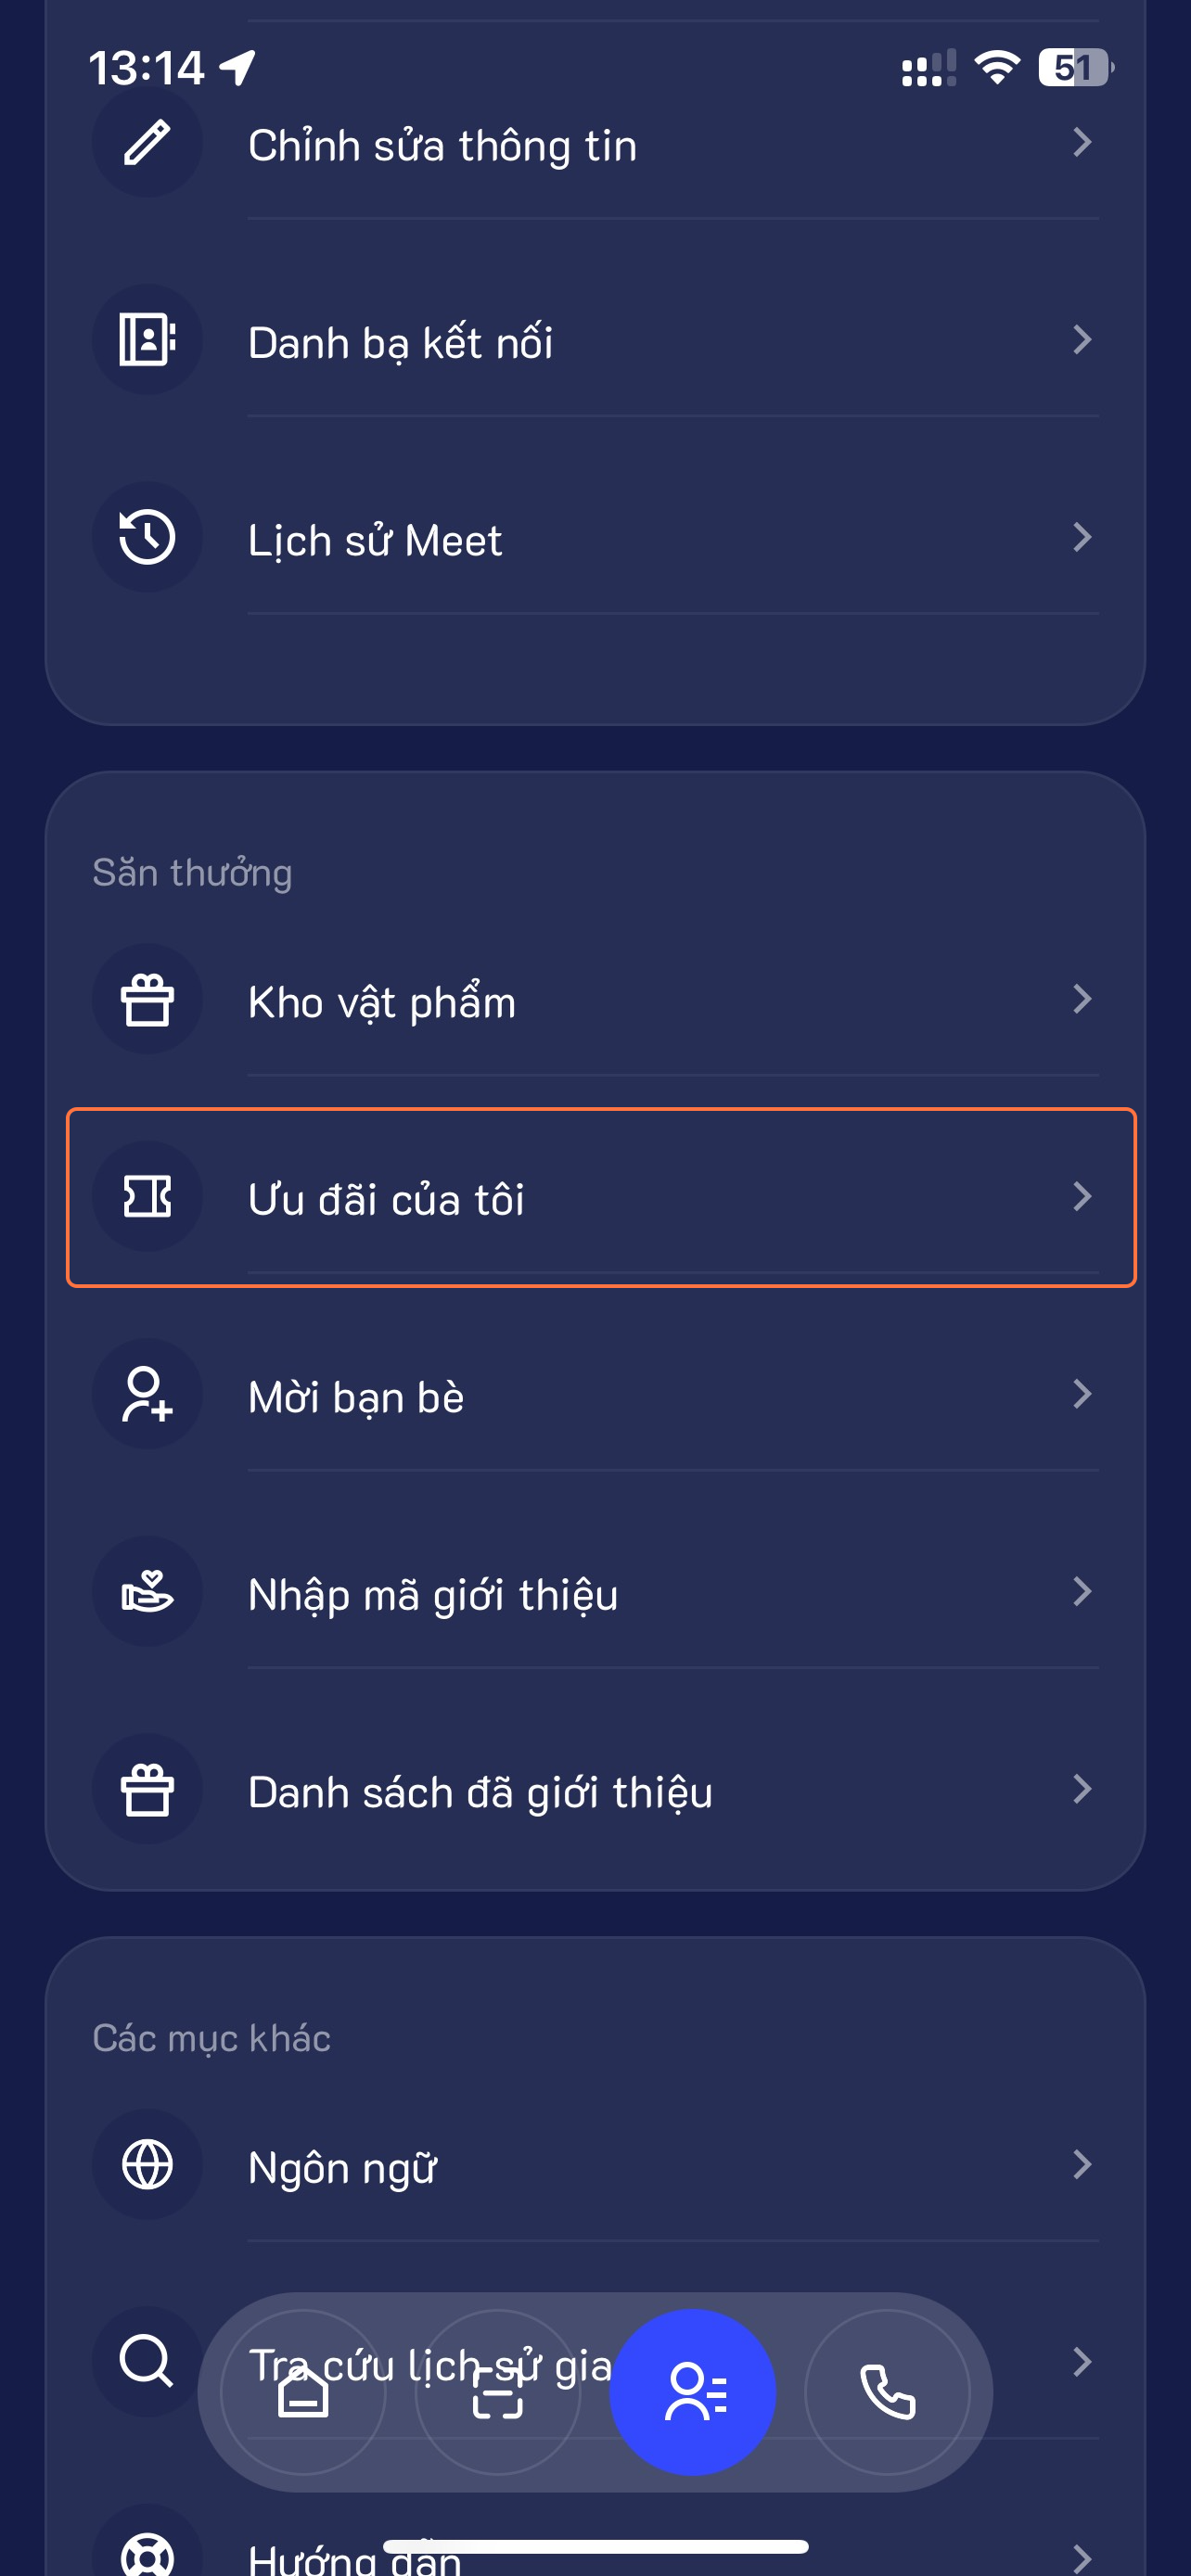 13:14
51
Chỉnh sửa thông tin
Danh bạ kết nối
Lịch sử Meet
Săn thưởng
Kho vật phẩm
Ưu đãi của tôi
Mời bạn bè
Nhập mã giới thiệu
Danh sách đã giới thiệu
Các mục khác
Ngôn ngữ
Tra cứu lịch sử gia
Hướng dẫn